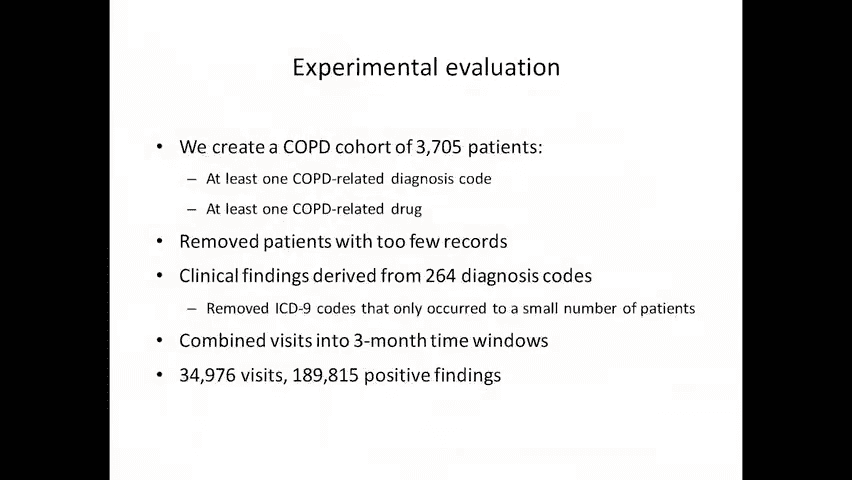 Experimental evaluation
• We create a COPD cohort of 3,705 patients:
– At least one COPD-related diagnosis code
– At least one COPD-related drug
• Removed patients with too few records
• Clinical findings derived from 264 diagnosis codes
– Removed ICD-9 codes that only occurred to a small number of patients
• Combined visits into 3-month time windows
• 34,976 visits, 189,815 positive findings